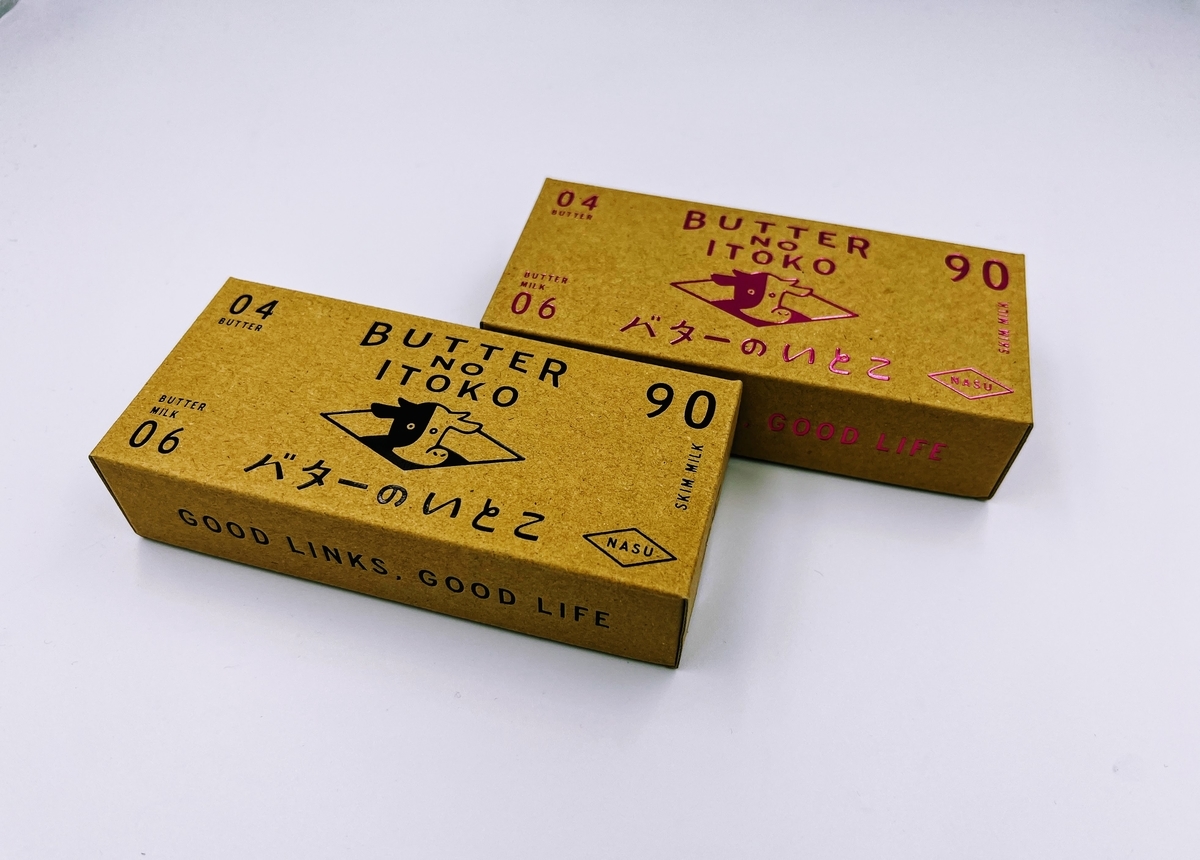 04
BUTTER
BUTTER
NO
ITOKO
90
SKIM MILK
BUTTER
MILK
06
バターのいとこ
NASU
GOOD LINKS, GOOD LIFE
04
BUTTER
BUTTER
NO
ITOKO
90
SKIM MILK
BUTTER
MILK
06
バターのいとこ
NASU
, GOOD LIFE